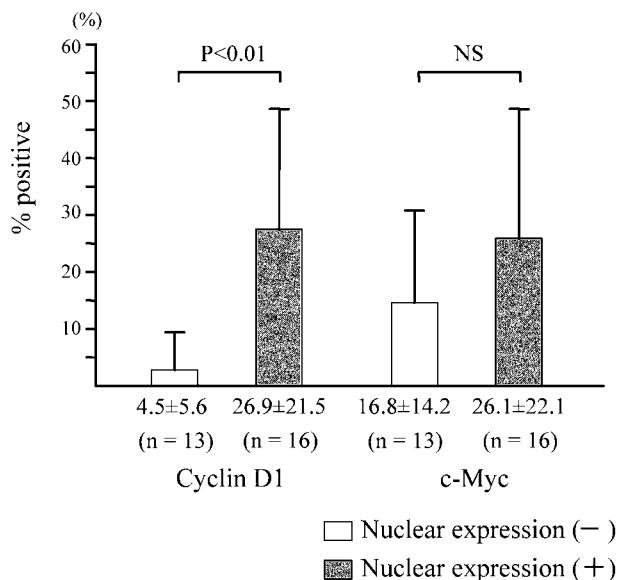 (%)
60
50
40
30
20
10
% positive
P<0.01
NS
4.5±5.6 26.9±21.5 16.8±14.2 26.1±22.1
(n = 13) (n = 16) (n = 13) (n = 16)
Cyclin D1 c-Myc
Nuclear expression (−)
Nuclear expression (+)